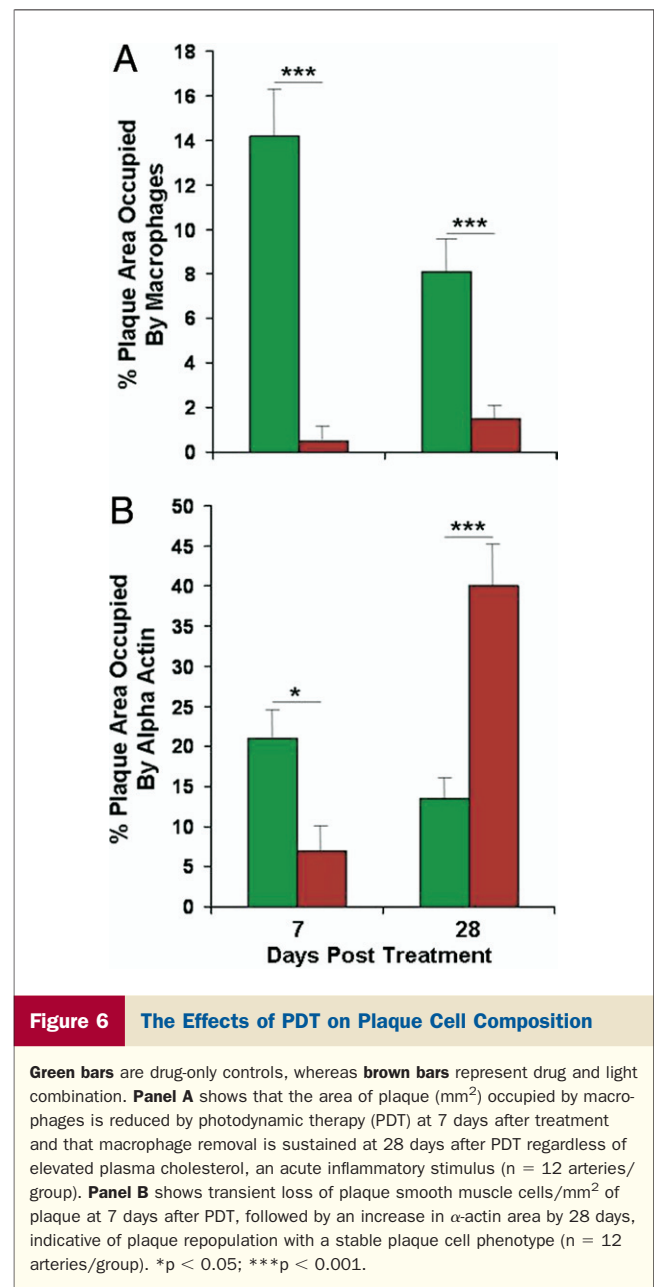 A
18
16
14
12
10
8
6
4
2
0
% Plaque Area Occupied
By Macrophages
***
***
B
50
45
40
35
30
25
20
15
10
5
0
% Plaque Area Occupied
By Alpha Actin
*
***
7 28
Days Post Treatment
Figure 6 The Effects of PDT on Plaque Cell Composition
Green bars are drug-only controls, whereas brown bars represent drug and light
combination. Panel A shows that the area of plaque (mm²) occupied by macro-
phages is reduced by photodynamic therapy (PDT) at 7 days after treatment
and that macrophage removal is sustained at 28 days after PDT regardless of
elevated plasma cholesterol, an acute inflammatory stimulus (n = 12 arteries/
group). Panel B shows transient loss of plaque smooth muscle cells/mm² of
plaque at 7 days after PDT, followed by an increase in α-actin area by 28 days,
indicative of plaque repopulation with a stable plaque cell phenotype (n = 12
arteries/group). *p < 0.05; ***p < 0.001.